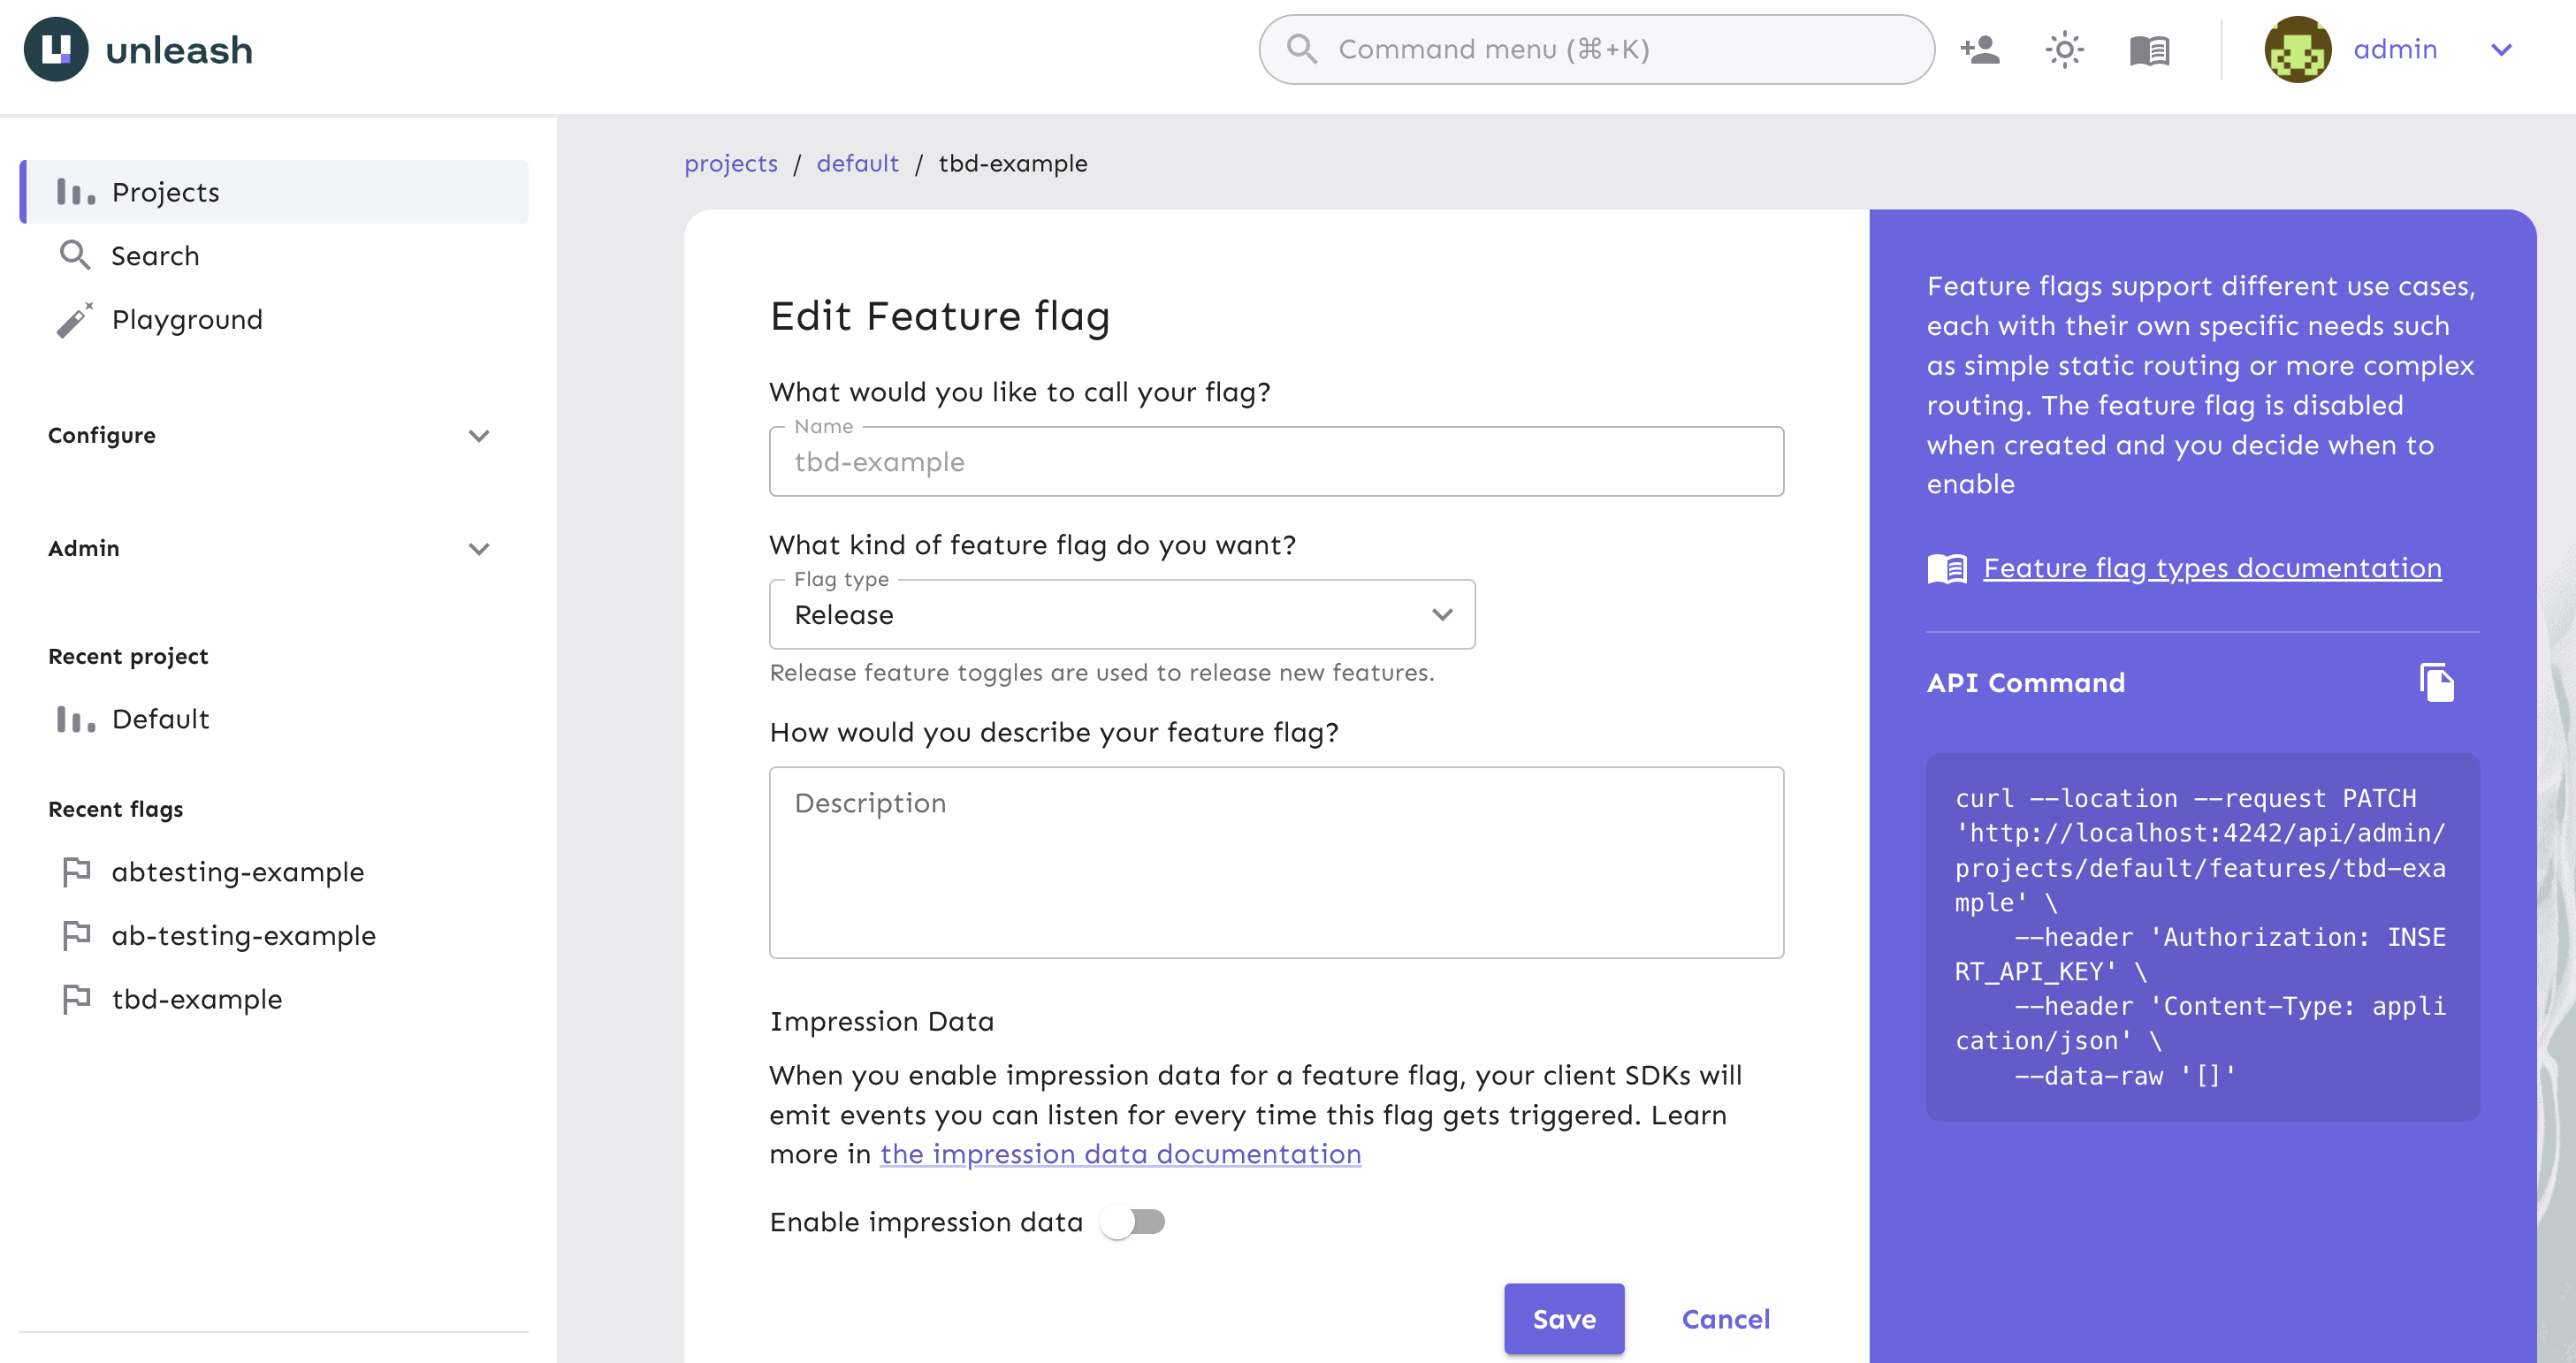 unleash
Command menu (⌘+K)
admin
Projects
Search
Playground
Configure
Admin
Recent project
Default
Recent flags
abtesting-example
ab-testing-example
tbd-example
projects / default / tbd-example
Edit Feature flag
What would you like to call your flag?
Name
tbd-example
What kind of feature flag do you want?
Flag type
Release
Release feature toggles are used to release new features.
How would you describe your feature flag?
Description
Impression Data
When you enable impression data for a feature flag, your client SDKs will
emit events you can listen for every time this flag gets triggered. Learn
more in the impression data documentation
Enable impression data
Save Cancel
Feature flags support different use cases,
each with their own specific needs such
as simple static routing or more complex
routing. The feature flag is disabled
when created and you decide when to
enable
Feature flag types documentation
API Command
curl --location --request PATCH
'http://localhost:4242/api/admin/
projects/default/features/tbd-exa
mple' \
--header 'Authorization: INSE
RT_API_KEY' \
--header 'Content-Type: appli
cation/json' \
--data-raw '[]'